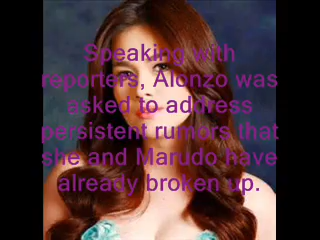 Speaking with
reporters, Alonzo was
asked to address
persistent rumors that
she and Marudo have
already broken up.